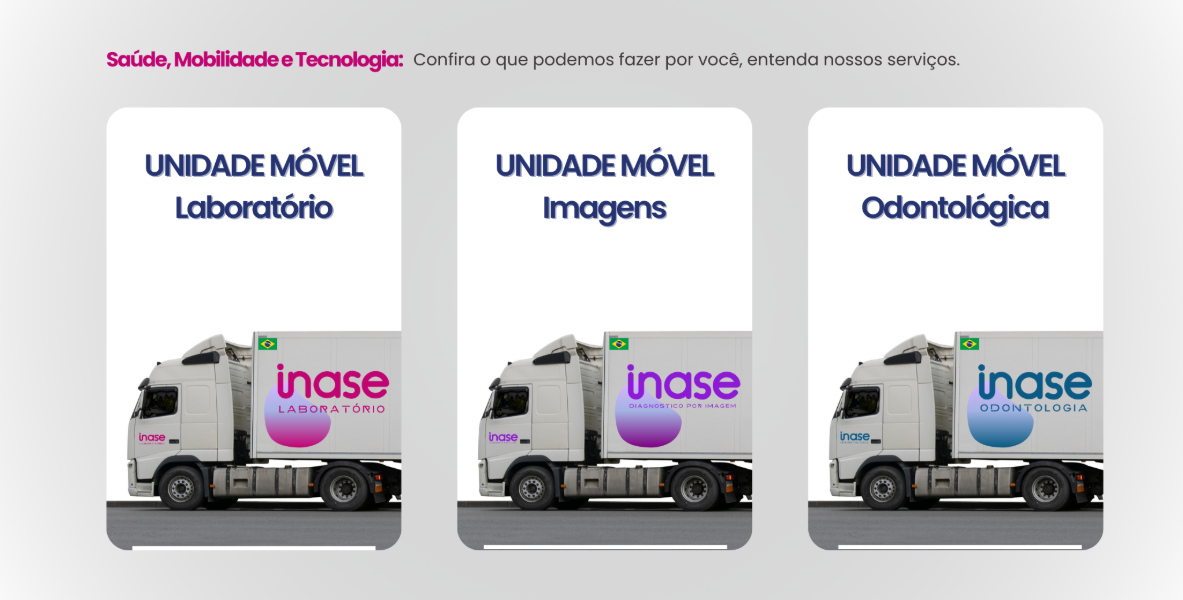 Saúde, Mobilidade e Tecnologia: Confira o que podemos fazer por você, entenda nossos serviços.
UNIDADE MÓVEL
Laboratório
inase
LABORATÓRIO
inase
UNIDADE MÓVEL
Imagens
inase
DIAGNOSTICO POR IMAGEM
inase
UNIDADE MÓVEL
Odontológica
inase
ODONTOLOGIA
inase